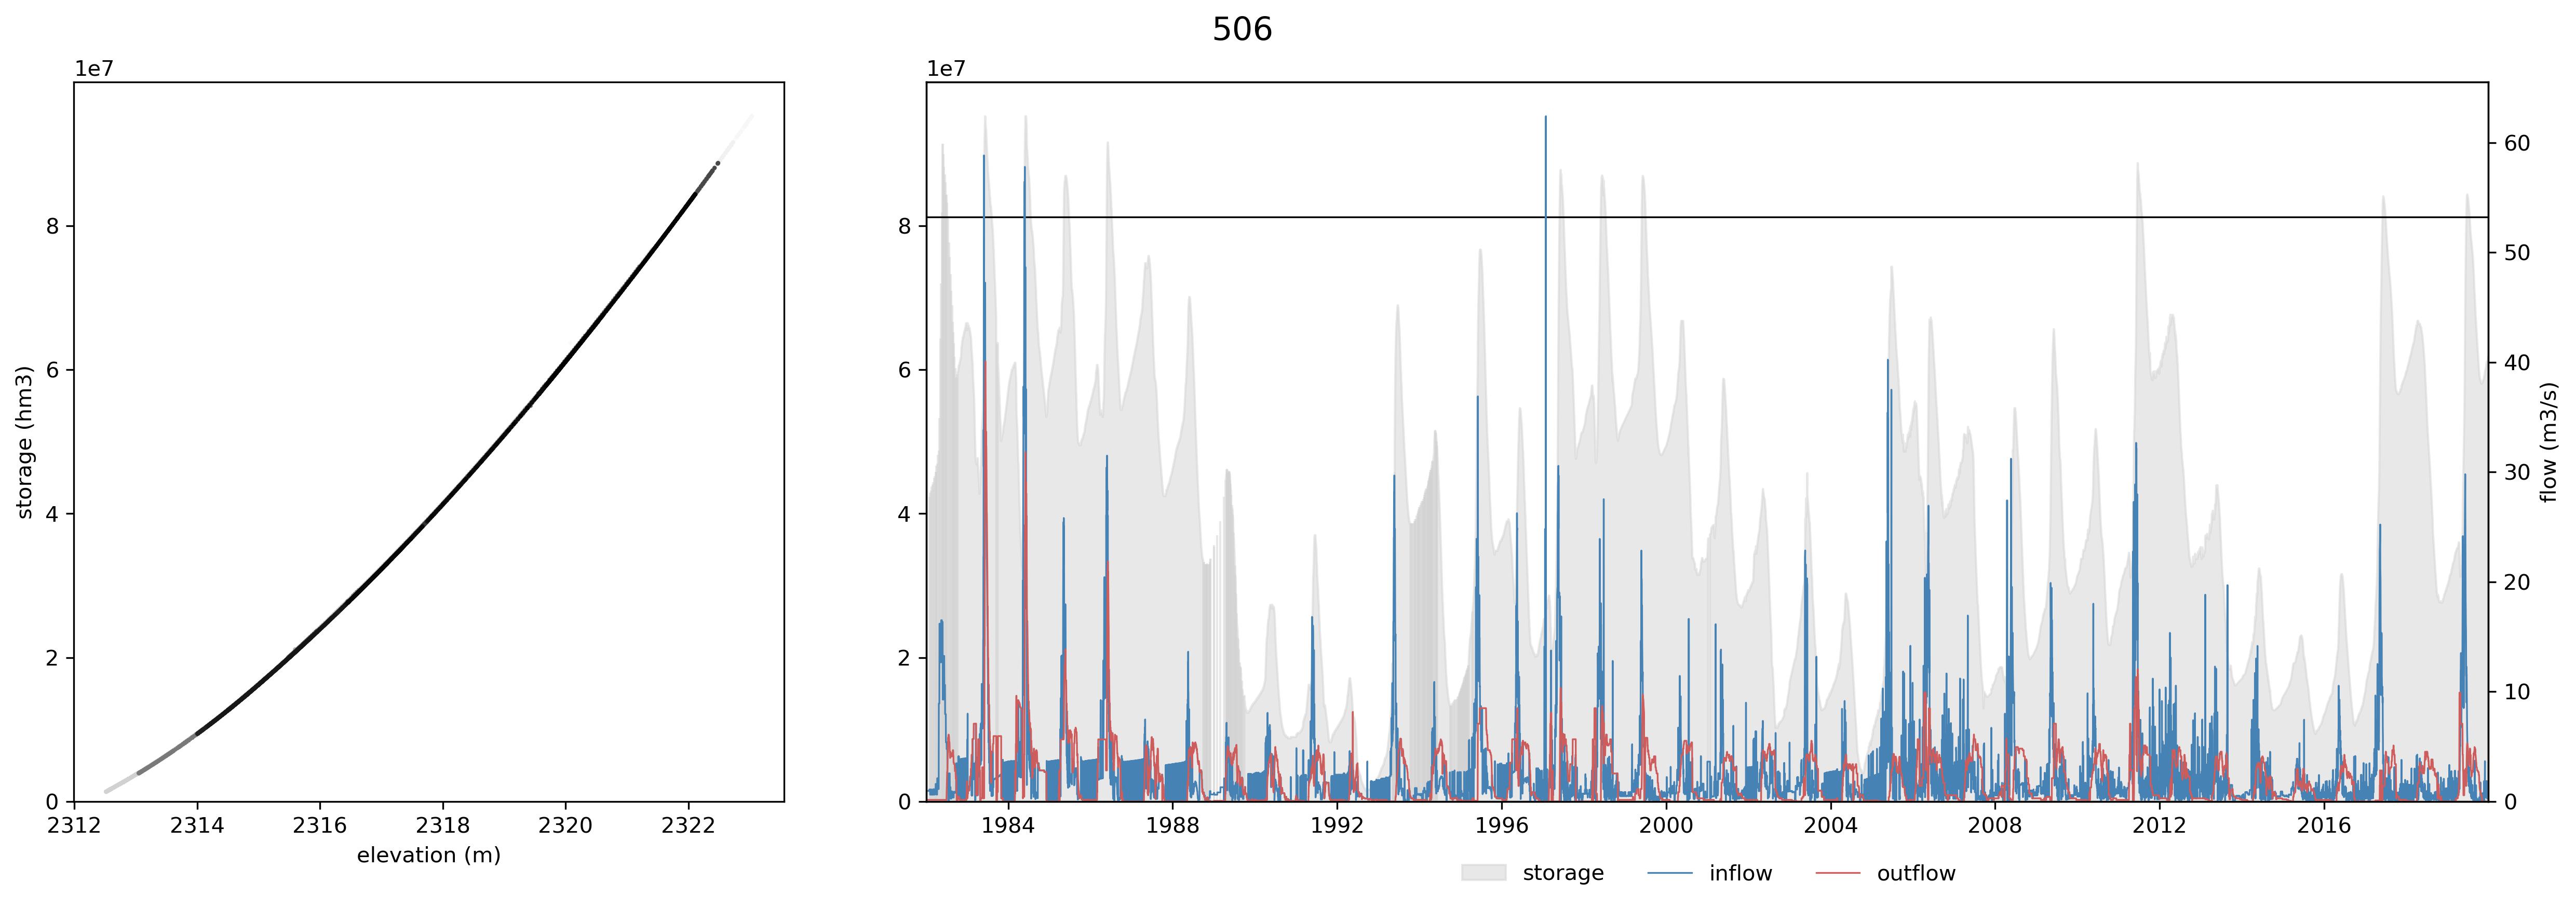 506
1e7
8
6
4
2
0
storage (hm3)
2312 2314 2316 2318 2320 2322
elevation (m)
1e7
8
6
4
2
0
1984 1988 1992 1996 2000 2004 2008 2012 2016
60
50
40
30
20
10
0
flow (m3/s)
storage inflow outflow